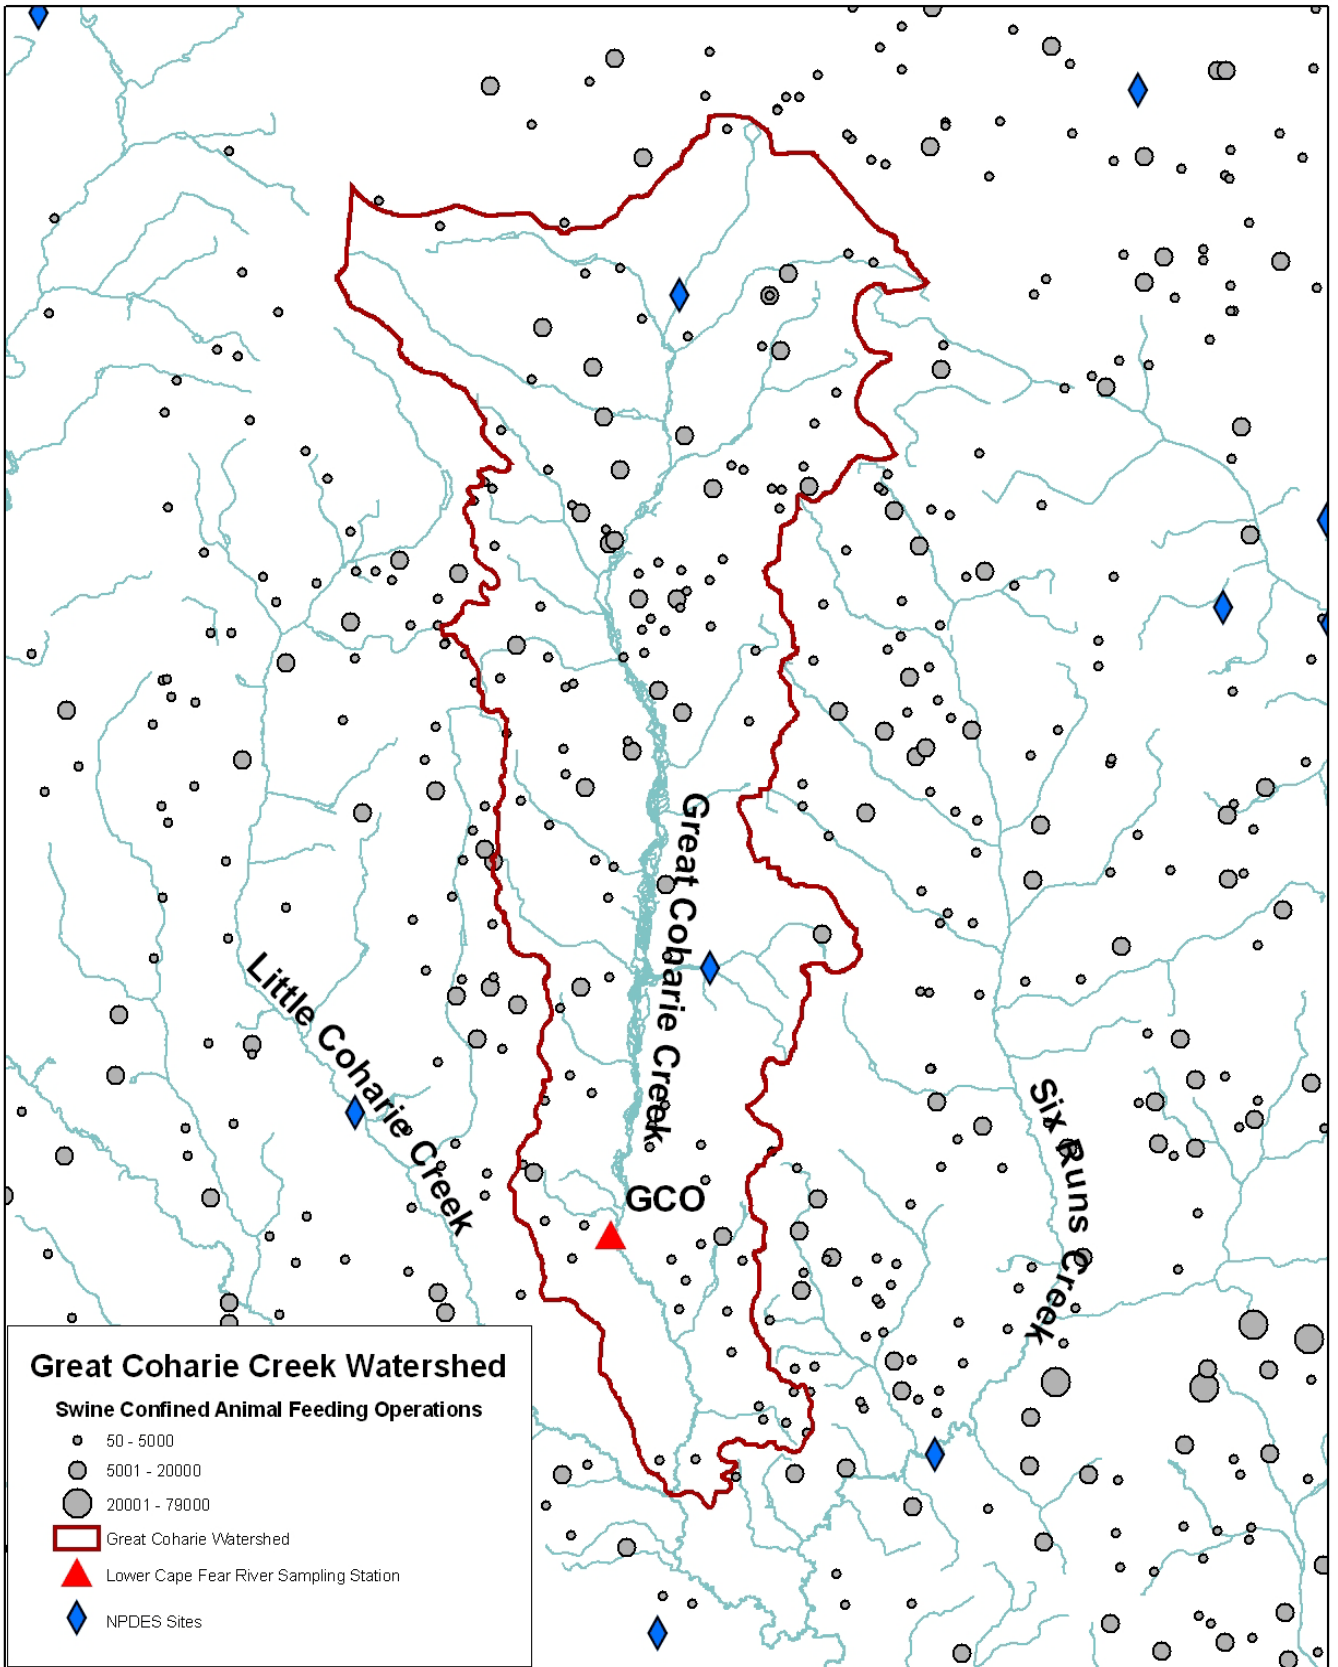 Great Coharie Creek
Little Coharie Creek
Six Runs Creek
GCO
Great Coharie Creek Watershed
Swine Confined Animal Feeding Operations
50 - 5000
5001 - 20000
20001 - 79000
Great Coharie Watershed
Lower Cape Fear River Sampling Station
NPDES Sites